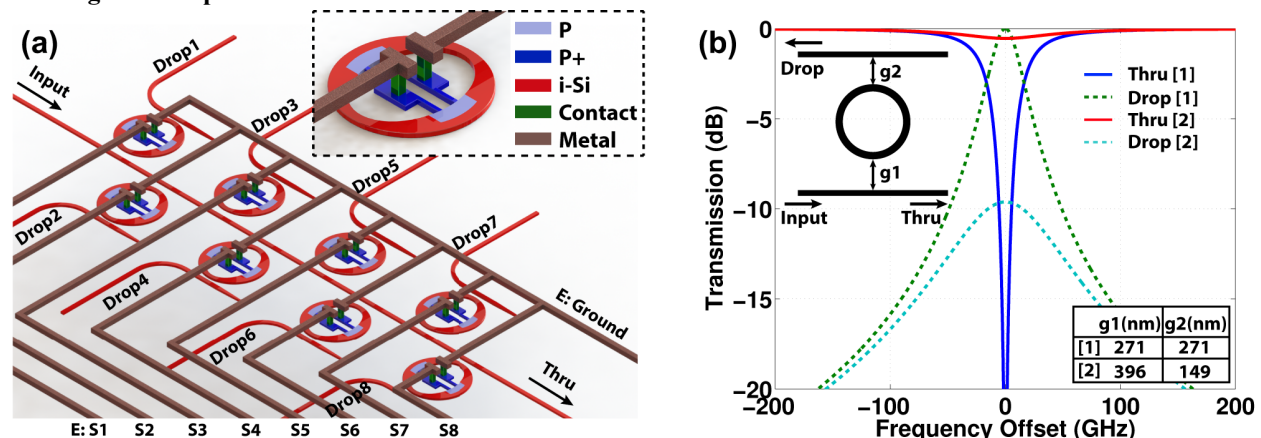 (a)
Drop1
Input
Drop3
Drop5
Drop2
Drop7
Drop4
Drop6
E: Ground
Drop8
Thru
E: S1 S2 S3 S4 S5 S6 S7 S8
P
P+
i-Si
Contact
Metal
(b)
Transmission (dB)
0
−5
−10
−15
−20
−200 −100 0 100 200
Frequency Offset (GHz)
Drop
g2
g1
Input Thru
Thru [1]
Drop [1]
Thru [2]
Drop [2]
g1(nm) g2(nm)
[1] 271 271
[2] 396 149